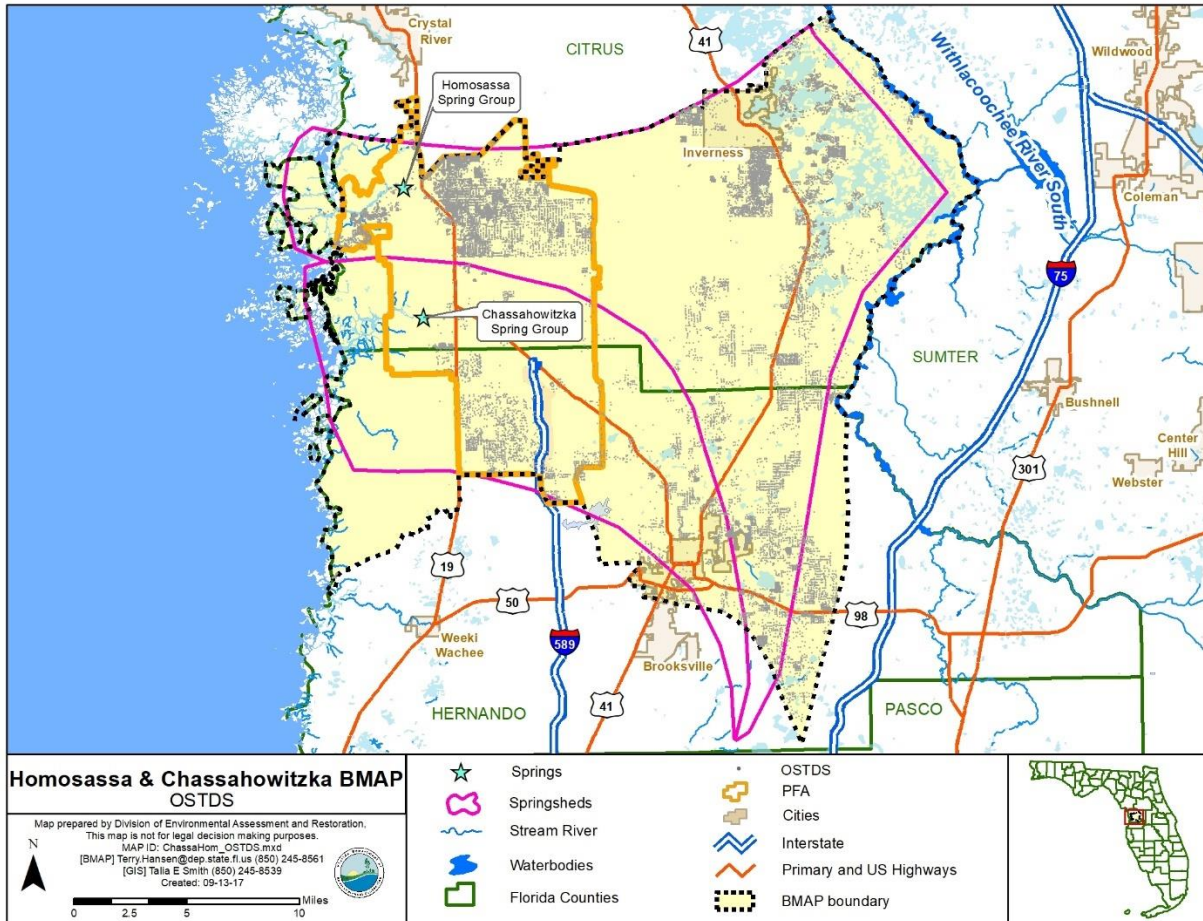 Crystal
River
CITRUS
41
Wildwood
Homosassa
Spring Group
Withlacoochee River South
Inverness
Coleman
75
Chassahowitzka
Spring Group
SUMTER
Bushnell
Center
Hill
301
Webster
19
50
98
Weeki
Wachee
589
Brooksville
41
HERNANDO
PASCO
Homosassa & Chassahowitzka BMAP
OSTDS
Map prepared by Division of Environmental Assessment and Restoration,
This map is not for legal decision making purposes.
MAP ID: ChassaHom_OSTDS.mxd
[BMAP] Terry.Hansen@dep.state.fl.us (850) 245-8561
[GIS] Talia E Smith (850) 245-8539
Created: 09-13-17
N
Miles
0 2.5 5 10
Springs
Springsheds
Stream River
Waterbodies
Florida Counties
OSTDS
PFA
Cities
Interstate
Primary and US Highways
BMAP boundary